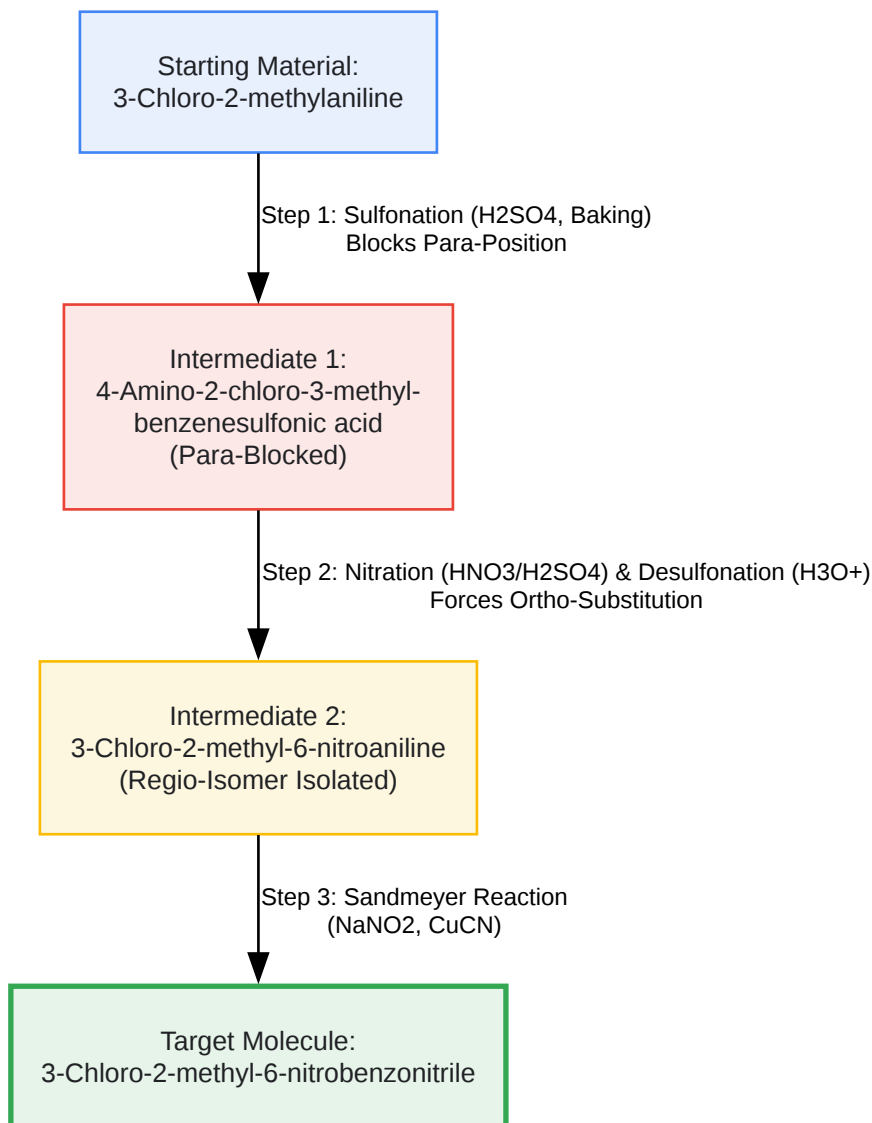 Starting Material:
3-Chloro-2-methylaniline
Step 1: Sulfonation (H2SO4, Baking)
Blocks Para-Position
Intermediate 1:
4-Amino-2-chloro-3-methyl-
benzenesulfonic acid
(Para-Blocked)
Step 2: Nitration (HNO3/H2SO4) & Desulfonation (H3O+)
Forces Ortho-Substitution
Intermediate 2:
3-Chloro-2-methyl-6-nitroaniline
(Regio-Isomer Isolated)
Step 3: Sandmeyer Reaction
(NaNO2, CuCN)
Target Molecule:
3-Chloro-2-methyl-6-nitrobenzonitrile